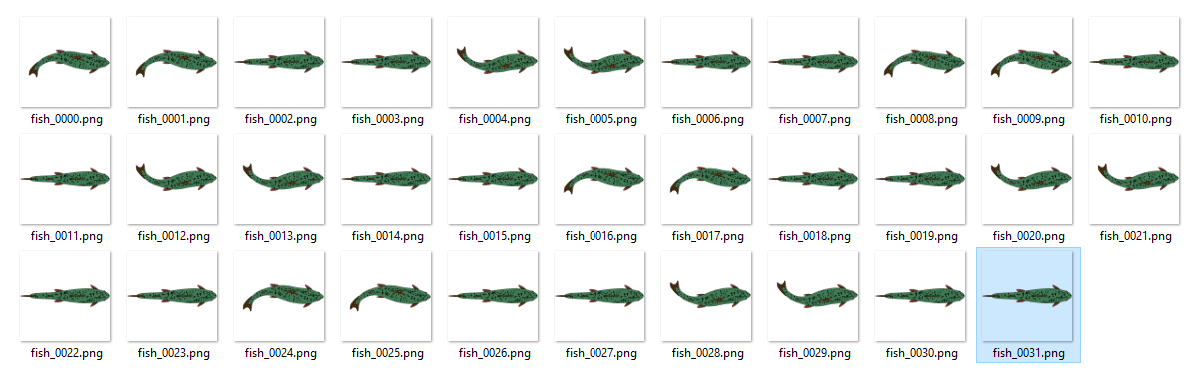 fish_0000.png fish_0001.png fish_0002.png fish_0003.png fish_0004.png fish_0005.png fish_0006.png fish_0007.png fish_0008.png fish_0009.png fish_0010.png
fish_0011.png fish_0012.png fish_0013.png fish_0014.png fish_0015.png fish_0016.png fish_0017.png fish_0018.png fish_0019.png fish_0020.png fish_0021.png
fish_0022.png fish_0023.png fish_0024.png fish_0025.png fish_0026.png fish_0027.png fish_0028.png fish_0029.png fish_0030.png fish_0031.png